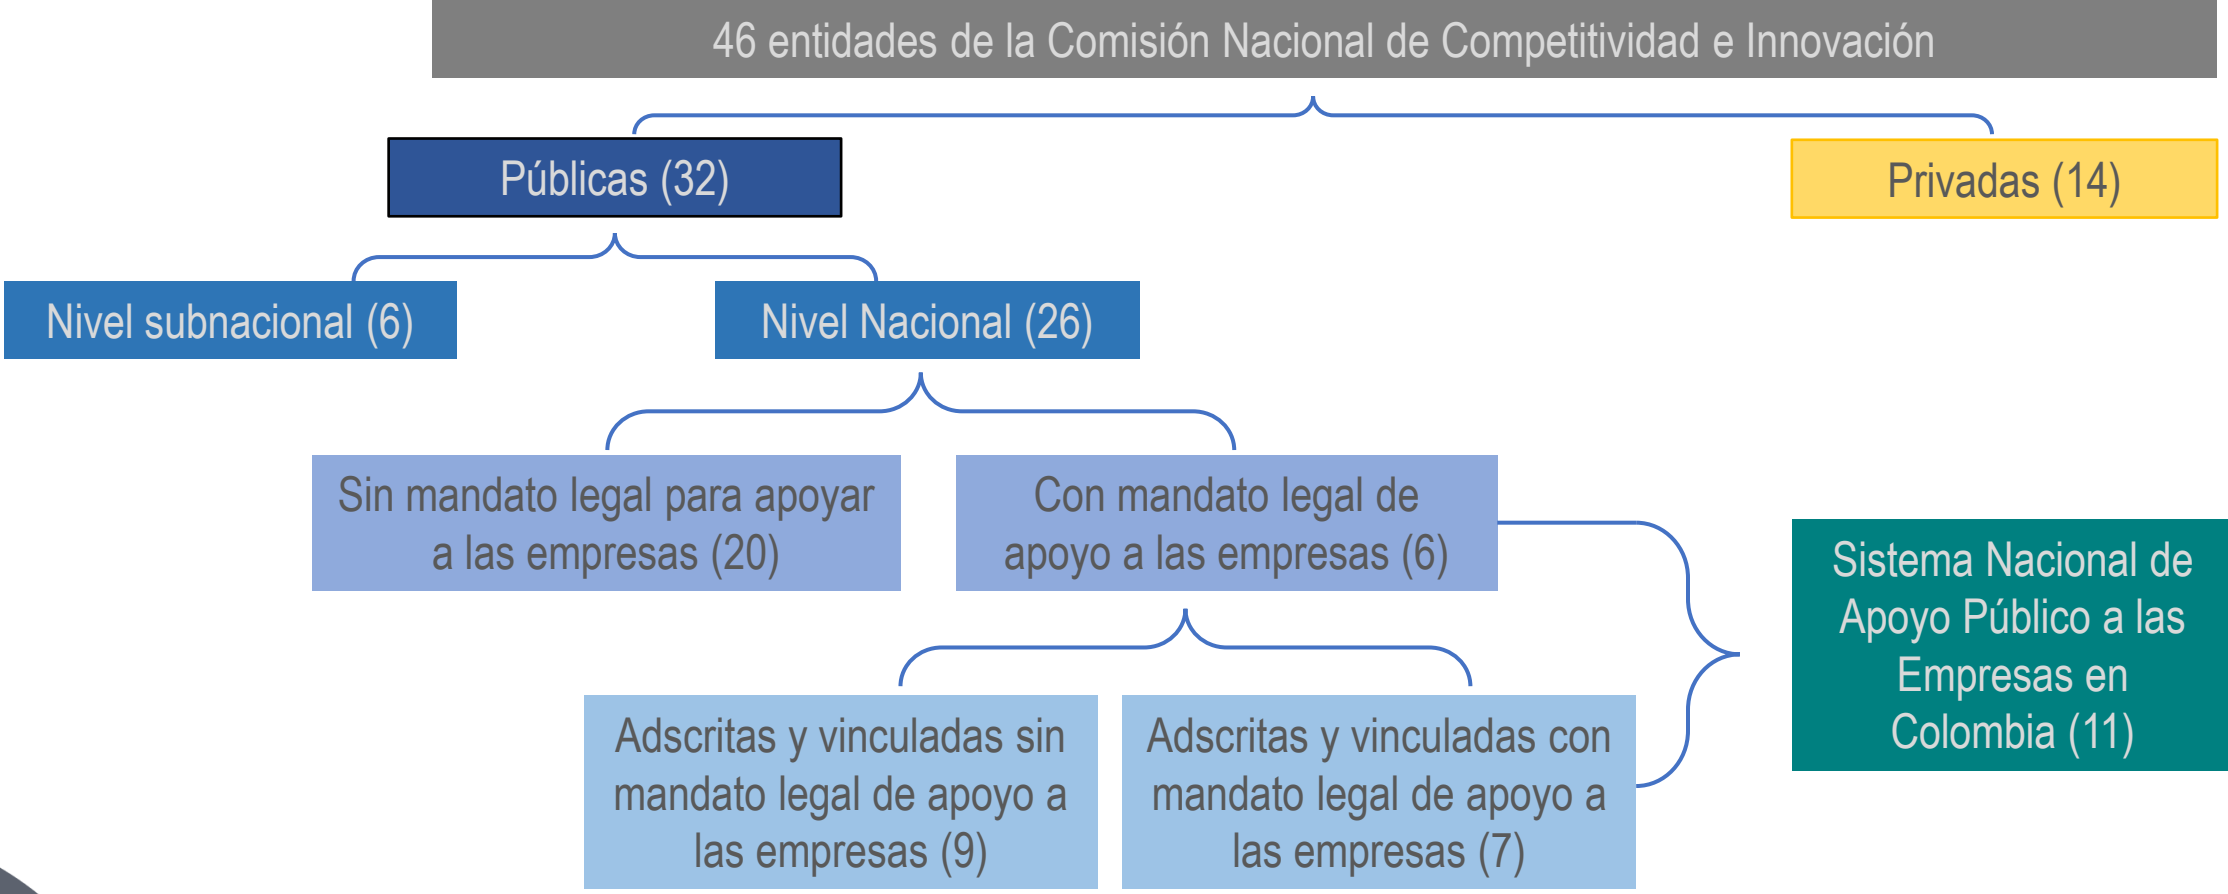 46 entidades de la Comisión Nacional de Competitividad e Innovación
Públicas (32)
Privadas (14)
Nivel subnacional (6)
Nivel Nacional (26)
Sin mandato legal para apoyar
a las empresas (20)
Con mandato legal de
apoyo a las empresas (6)
Sistema Nacional de
Apoyo Público a las
Empresas en
Colombia (11)
Adscritas y vinculadas sin
mandato legal de apoyo a
las empresas (9)
Adscritas y vinculadas con
mandato legal de apoyo a
las empresas (7)